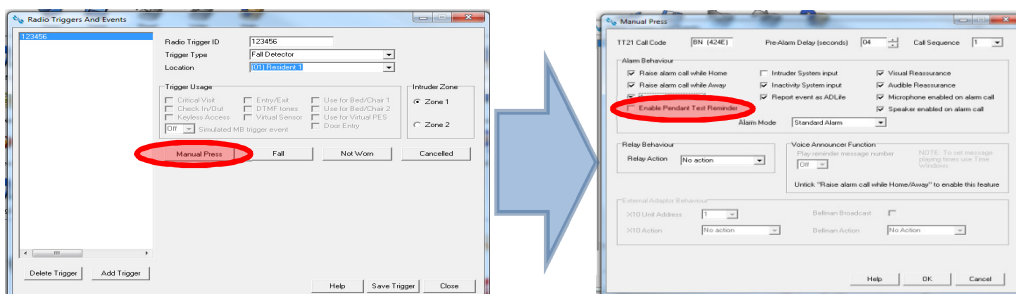 Radio Triggers And Events
123456
Radio Trigger ID 123456
Trigger Type Fall Detector
Location (01) Resident 1
Trigger Usage
Critical Visit Entry/Exit Use for Bed/Chair 1
Check In/Out DTMF tones Use for Bed/Chair 2
Keyless Access Virtual Sensor Use for Virtual PES
Off Simulated MB trigger event Door Entry
Intruder Zone
Zone 1
Zone 2
Manual Press Fall Not Worn Cancelled
Delete Trigger Add Trigger
Help Save Trigger Close
Manual Press
TT21 Call Code BN (424E) Pre-Alarm Delay (seconds) 04 Call Sequence 1
Alarm Behaviour
Raise alarm call while Home Intruder System input Visual Reassurance
Raise alarm call while Away Inactivity System input Audible Reassurance
Report event as ADLife Microphone enabled on alarm call
Enable Pendant Test Reminder Speaker enabled on alarm call
Alarm Mode Standard Alarm
Relay Behaviour
Relay Action No action
Voice Announcer Function
Play reminder message number
Off
NOTE: To set message
playing times use Time
Windows
Untick "Raise alarm call while Home/Away" to enable this feature
External Adaptor Behaviour
X10 Unit Address 1 Bellman Broadcast
X10 Action No action Bellman Action No Action
Help OK Cancel